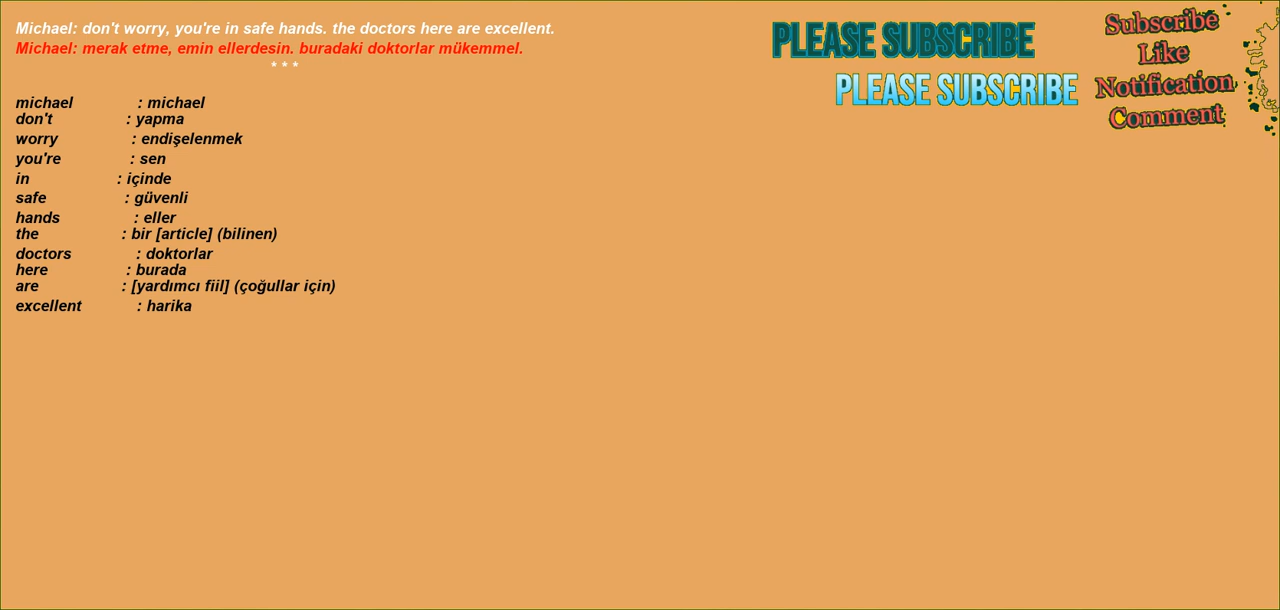 Michael: don't worry, you're in safe hands. the doctors here are excellent.
Michael: merak etme, emin ellerdesin. buradaki doktorlar mükemmel.
* * *
michael : michael
don't : yapma
worry : endişelenmek
you're : sen
in : içinde
safe : güvenli
hands : eller
the : bir [article] (bilinen)
doctors : doktorlar
here : burada
are : [yardımcı fiil] (çoğullar için)
excellent : harika
PLEASE SUBSCRIBE
PLEASE SUBSCRIBE
Subscribe
Like
Notification
Comment